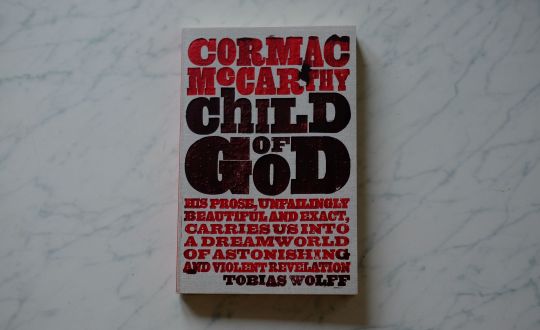 CORMAC
McCARTHY
ChILD
OF
GOD
HIS PROSE, UNFAILINGLY
BEAUTIFUL AND EXACT,
CARRIES US INTO
A DREAMWORLD
OF ASTONISHING
AND VIOLENT REVELATION
TOBIAS WOLFF